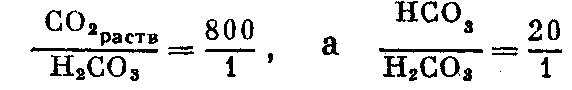 CO₂раств / H₂CO₃ = 800 / 1 , а HCO₃ / H₂CO₃ = 20 / 1